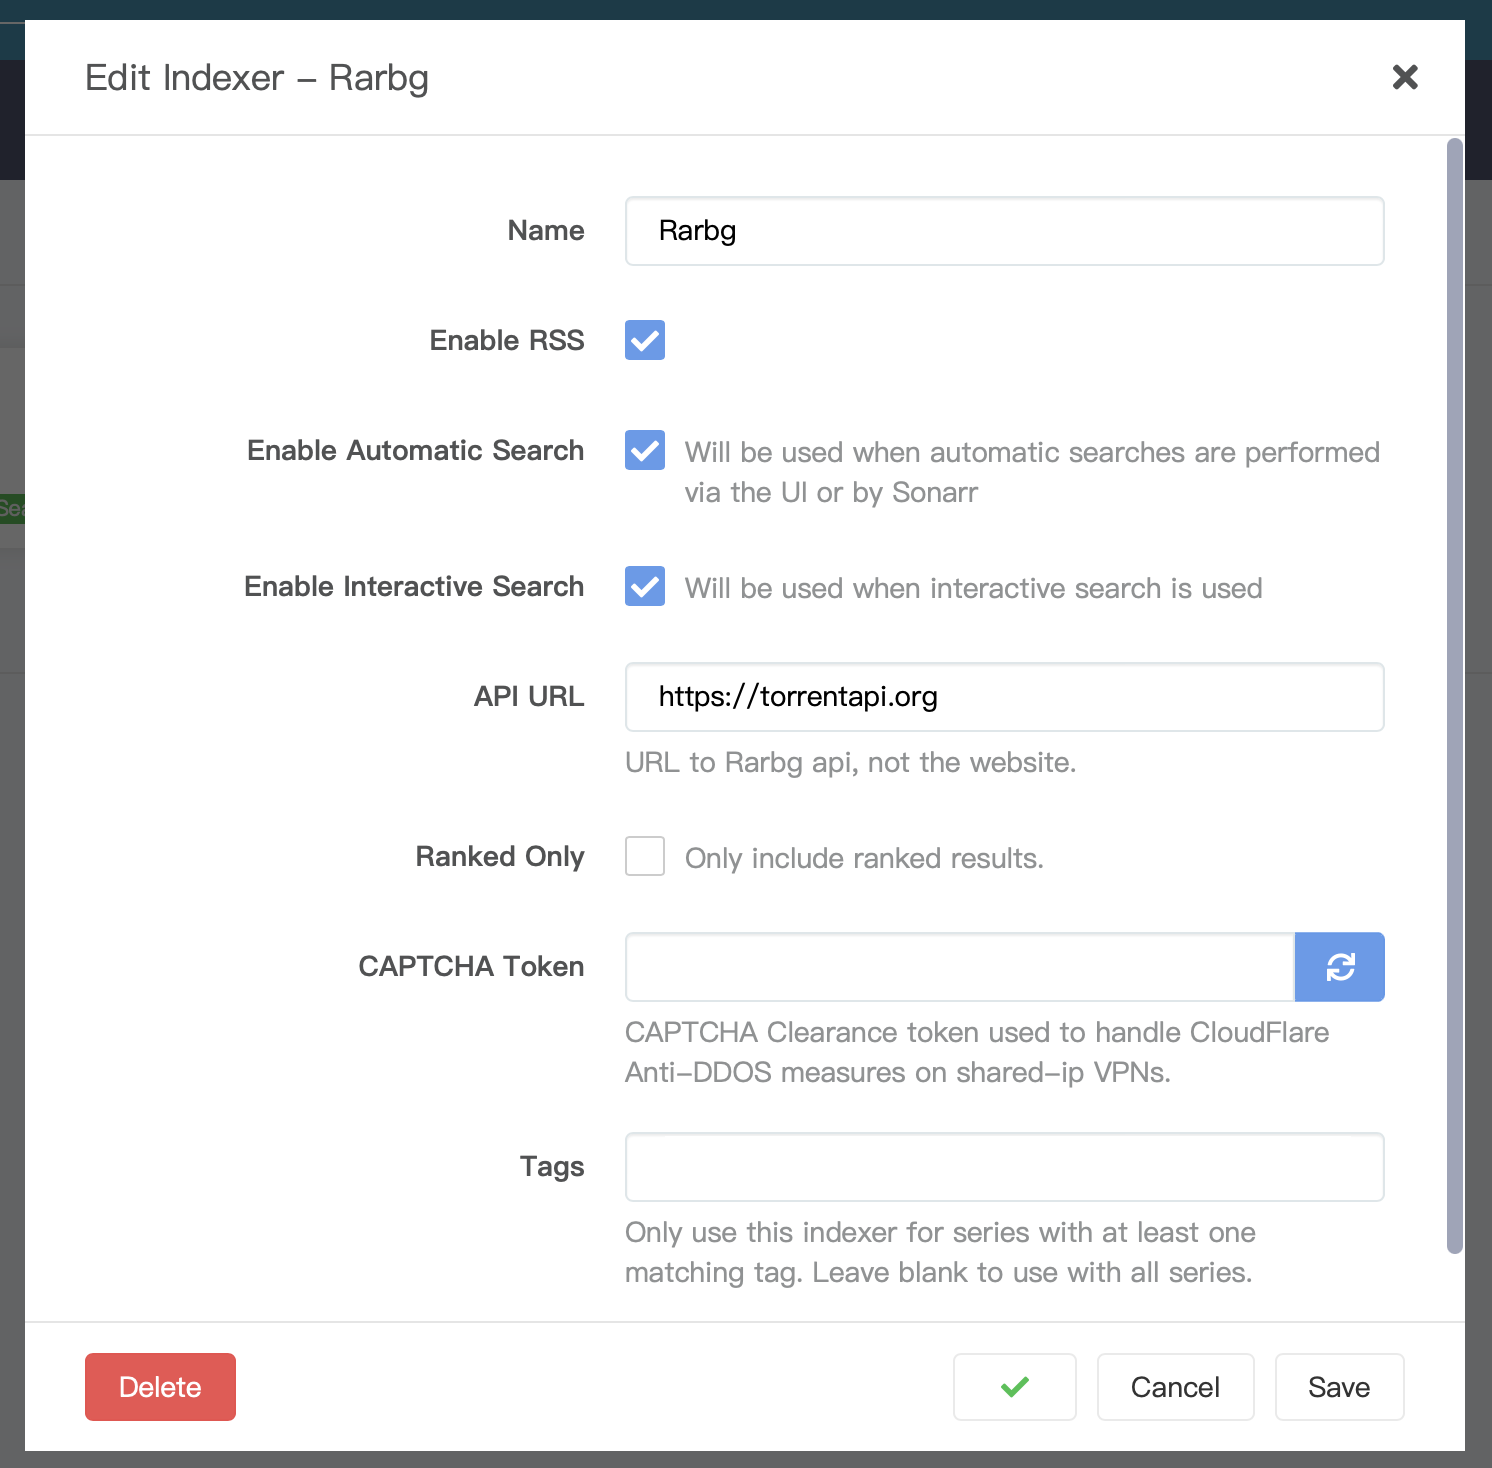 Edit Indexer – Rarbg
Name
Rarbg
Enable RSS
Enable Automatic Search
Will be used when automatic searches are performed
via the UI or by Sonarr
Enable Interactive Search
Will be used when interactive search is used
API URL
https://torrentapi.org
URL to Rarbg api, not the website.
Ranked Only
Only include ranked results.
CAPTCHA Token
CAPTCHA Clearance token used to handle CloudFlare
Anti–DDOS measures on shared–ip VPNs.
Tags
Only use this indexer for series with at least one
matching tag. Leave blank to use with all series.
Delete
Cancel
Save